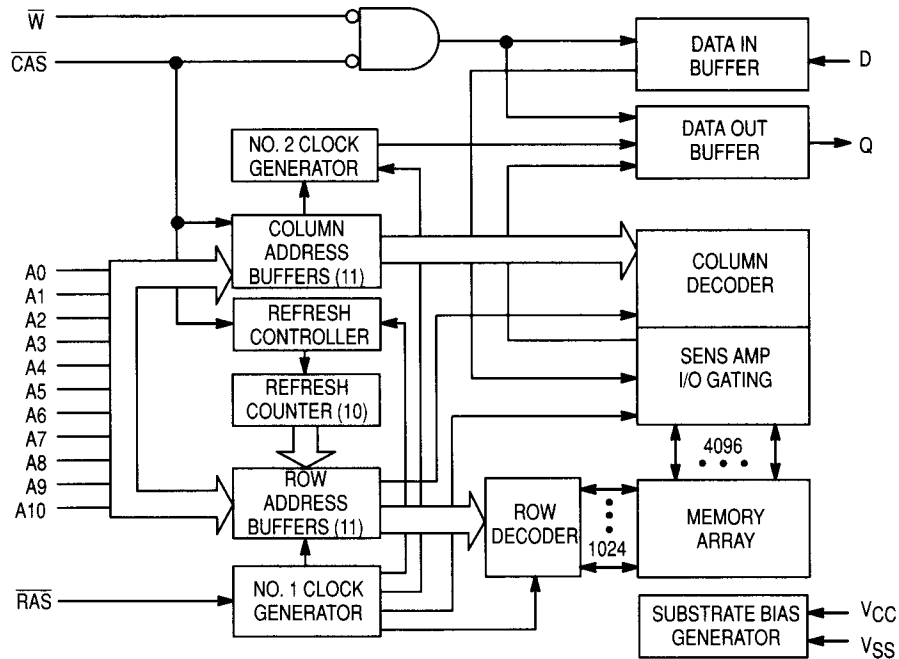 W̅
C̅A̅S̅
DATA IN
BUFFER
D
DATA OUT
BUFFER
Q
NO. 2 CLOCK
GENERATOR
COLUMN
ADDRESS
BUFFERS (11)
COLUMN
DECODER
A0
A1
A2
A3
A4
A5
A6
A7
A8
A9
A10
REFRESH
CONTROLLER
SENS AMP
I/O GATING
REFRESH
COUNTER (10)
4096
ROW
ADDRESS
BUFFERS (11)
ROW
DECODER
1024
MEMORY
ARRAY
R̅A̅S̅
NO. 1 CLOCK
GENERATOR
SUBSTRATE BIAS
GENERATOR
VCC
VSS